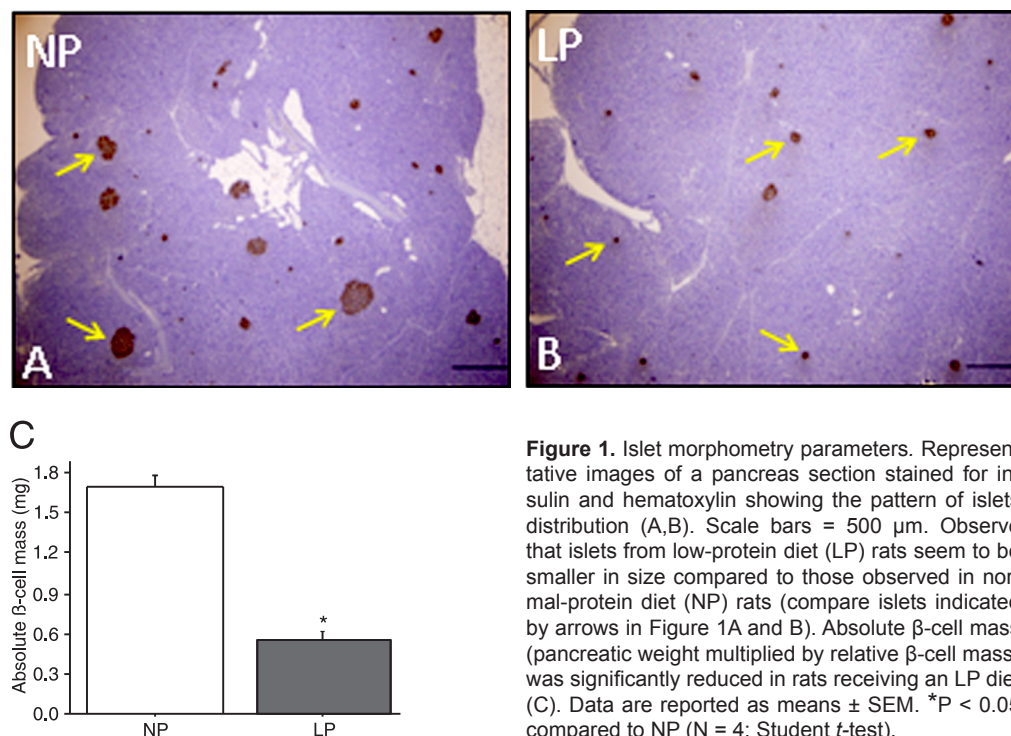 NP
LP
A
B
C
Absolute ß-cell mass (mg)
1.8
1.5
1.2
0.9
0.6
0.3
0.0
*
NP
LP
Figure 1. Islet morphometry parameters. Represen
tative images of a pancreas section stained for in
sulin and hematoxylin showing the pattern of islets
distribution (A,B). Scale bars = 500 µm. Observe
that islets from low-protein diet (LP) rats seem to be
smaller in size compared to those observed in nor
mal-protein diet (NP) rats (compare islets indicated
by arrows in Figure 1A and B). Absolute β-cell mass
(pancreatic weight multiplied by relative β-cell mass
was significantly reduced in rats receiving an LP die
(C). Data are reported as means ± SEM. *P < 0.05
compared to NP (N = 4; Student t-test).